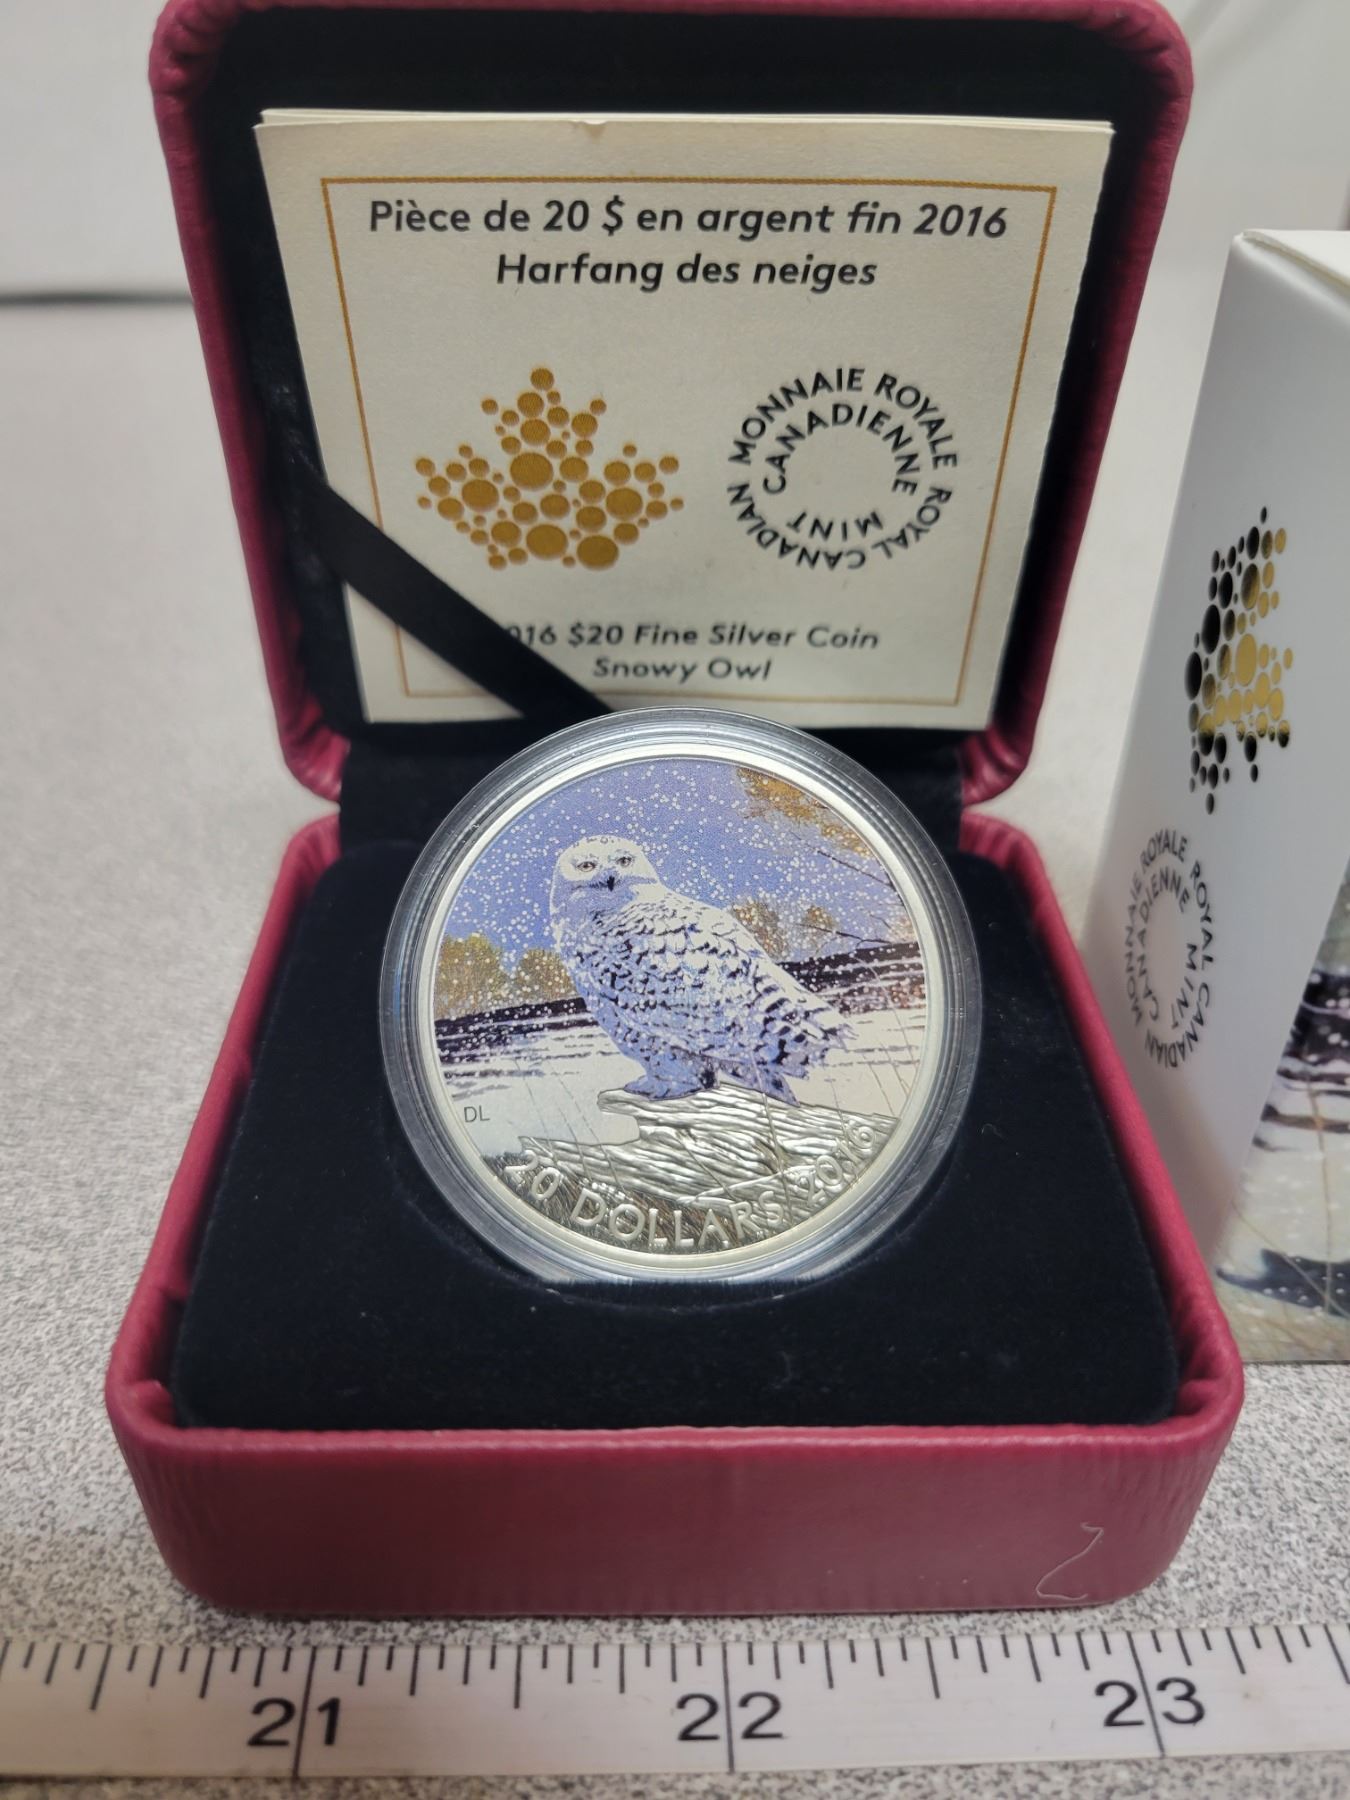 Pièce de 20 $ en argent fin 2016
Harfang des neiges
MONNAIE ROYALE CANADIENNE
ROYAL CANADIAN MINT
016 $20 Fine Silver Coin
Snowy Owl
DL
20 DOLLARS 2016
MONNAIE ROYALE CANADIENNE
ROYAL CANADIAN MINT
21 22 23